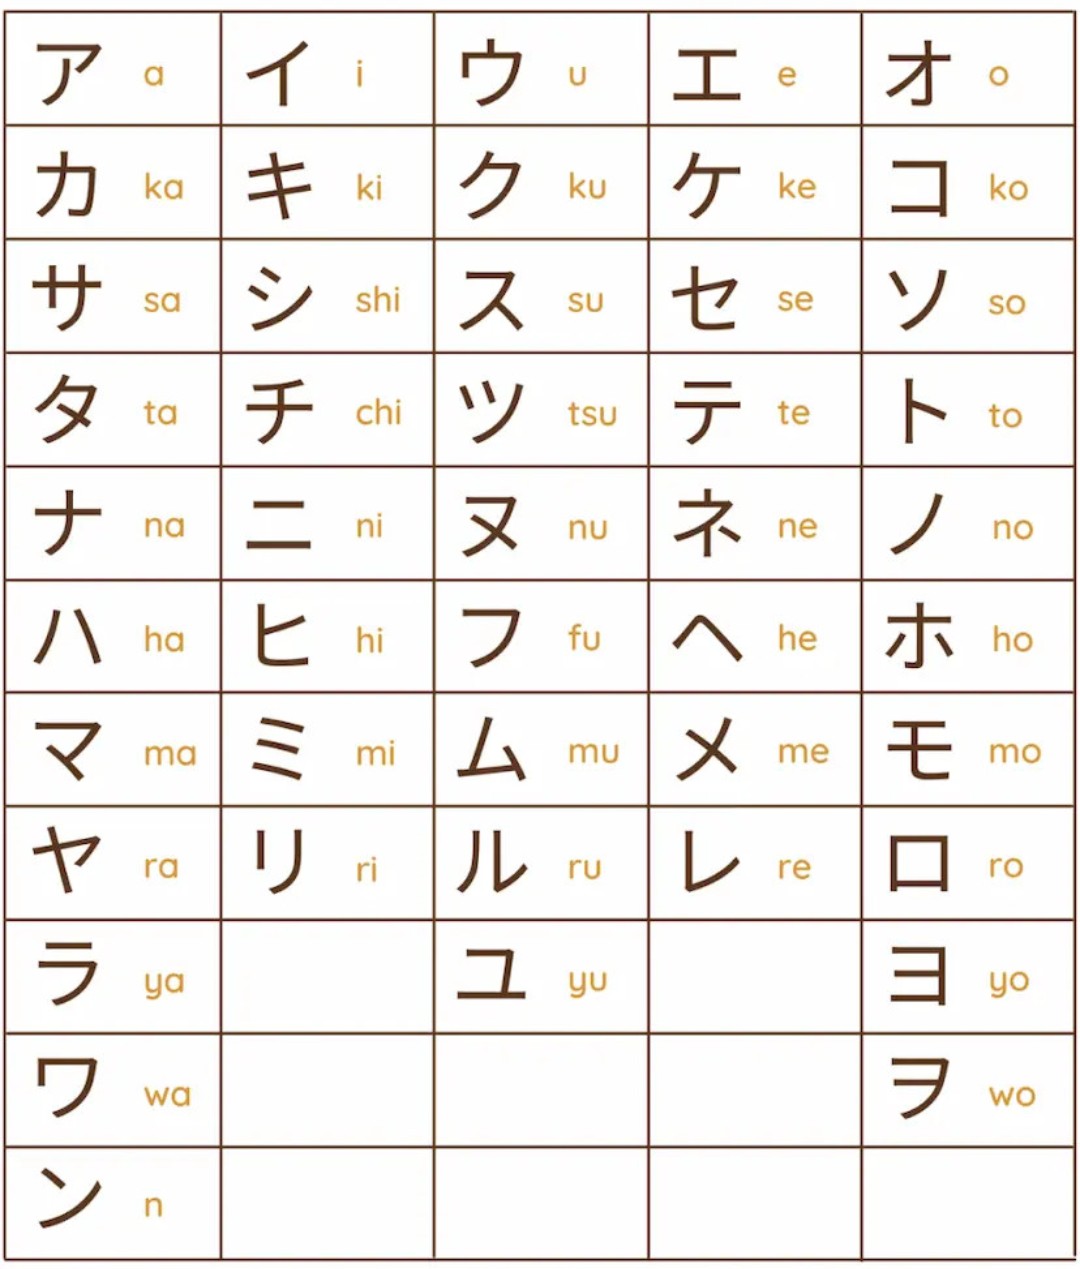 ア a イ i ウ u エ e オ o
カ ka キ ki ク ku ケ ke コ ko
サ sa シ shi ス su セ se ソ so
タ ta チ chi ツ tsu テ te ト to
ナ na ニ ni ヌ nu ネ ne ノ no
ハ ha ヒ hi フ fu ヘ he ホ ho
マ ma ミ mi ム mu メ me モ mo
ヤ ra リ ri ル ru レ re ロ ro
ラ ya ユ yu ヨ yo
ワ wa ヲ wo
ン n